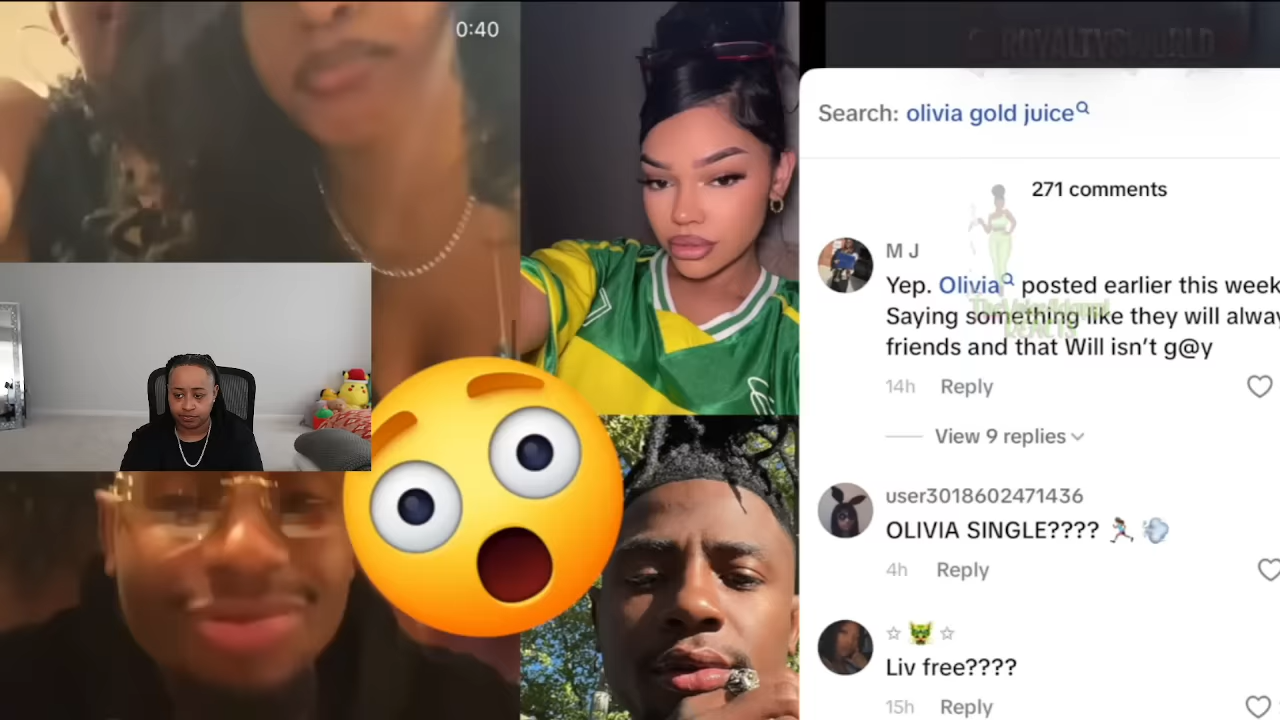 0:40
ROYALTYSWORLD
Search: olivia gold juice
271 comments
M J
Yep. Olivia posted earlier this week
Saying something like they will alway
friends and that Will isn't g@y
14h Reply
View 9 replies
user3018602471436
OLIVIA SINGLE????
4h Reply
Liv free????
15h Reply